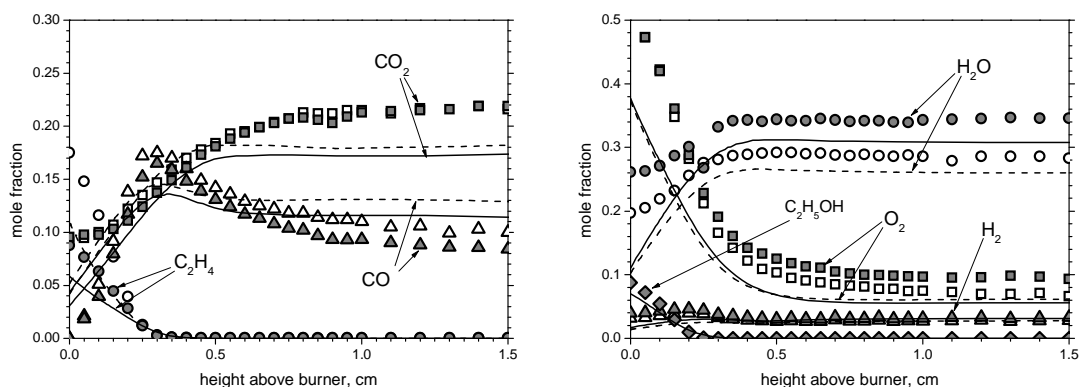 0.30
0.25
0.20
0.15
0.10
0.05
0.00
mole fraction
CO₂
C₂H₄
CO
0.0
0.5
1.0
1.5
height above burner, cm
0.5
0.4
0.3
0.2
0.1
0.0
mole fraction
H₂O
C₂H₅OH
O₂
H₂
0.0
0.5
1.0
1.5
height above burner, cm